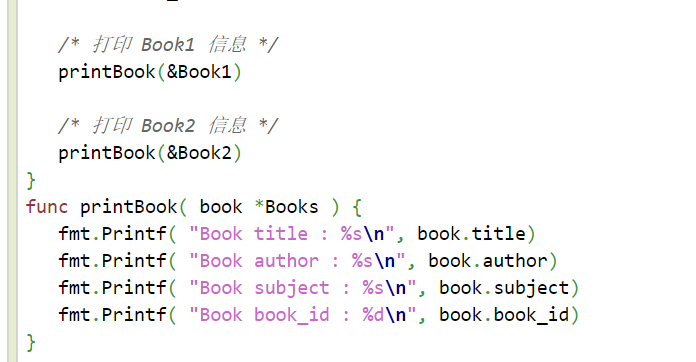 /* 打印 Book1 信息 */
printBook(&Book1)
/* 打印 Book2 信息 */
printBook(&Book2)
}
func printBook( book *Books ) {
fmt.Printf( "Book title : %s\n", book.title)
fmt.Printf( "Book author : %s\n", book.author)
fmt.Printf( "Book subject : %s\n", book.subject)
fmt.Printf( "Book book_id : %d\n", book.book_id)
}